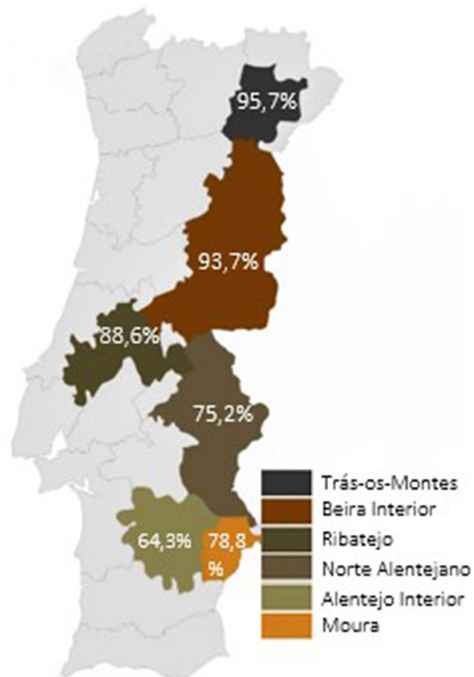 95,7%
93,7%
88,6%
75,2%
64,3%
78,8
%
Trás-os-Montes
Beira Interior
Ribatejo
Norte Alentejano
Alentejo Interior
Moura